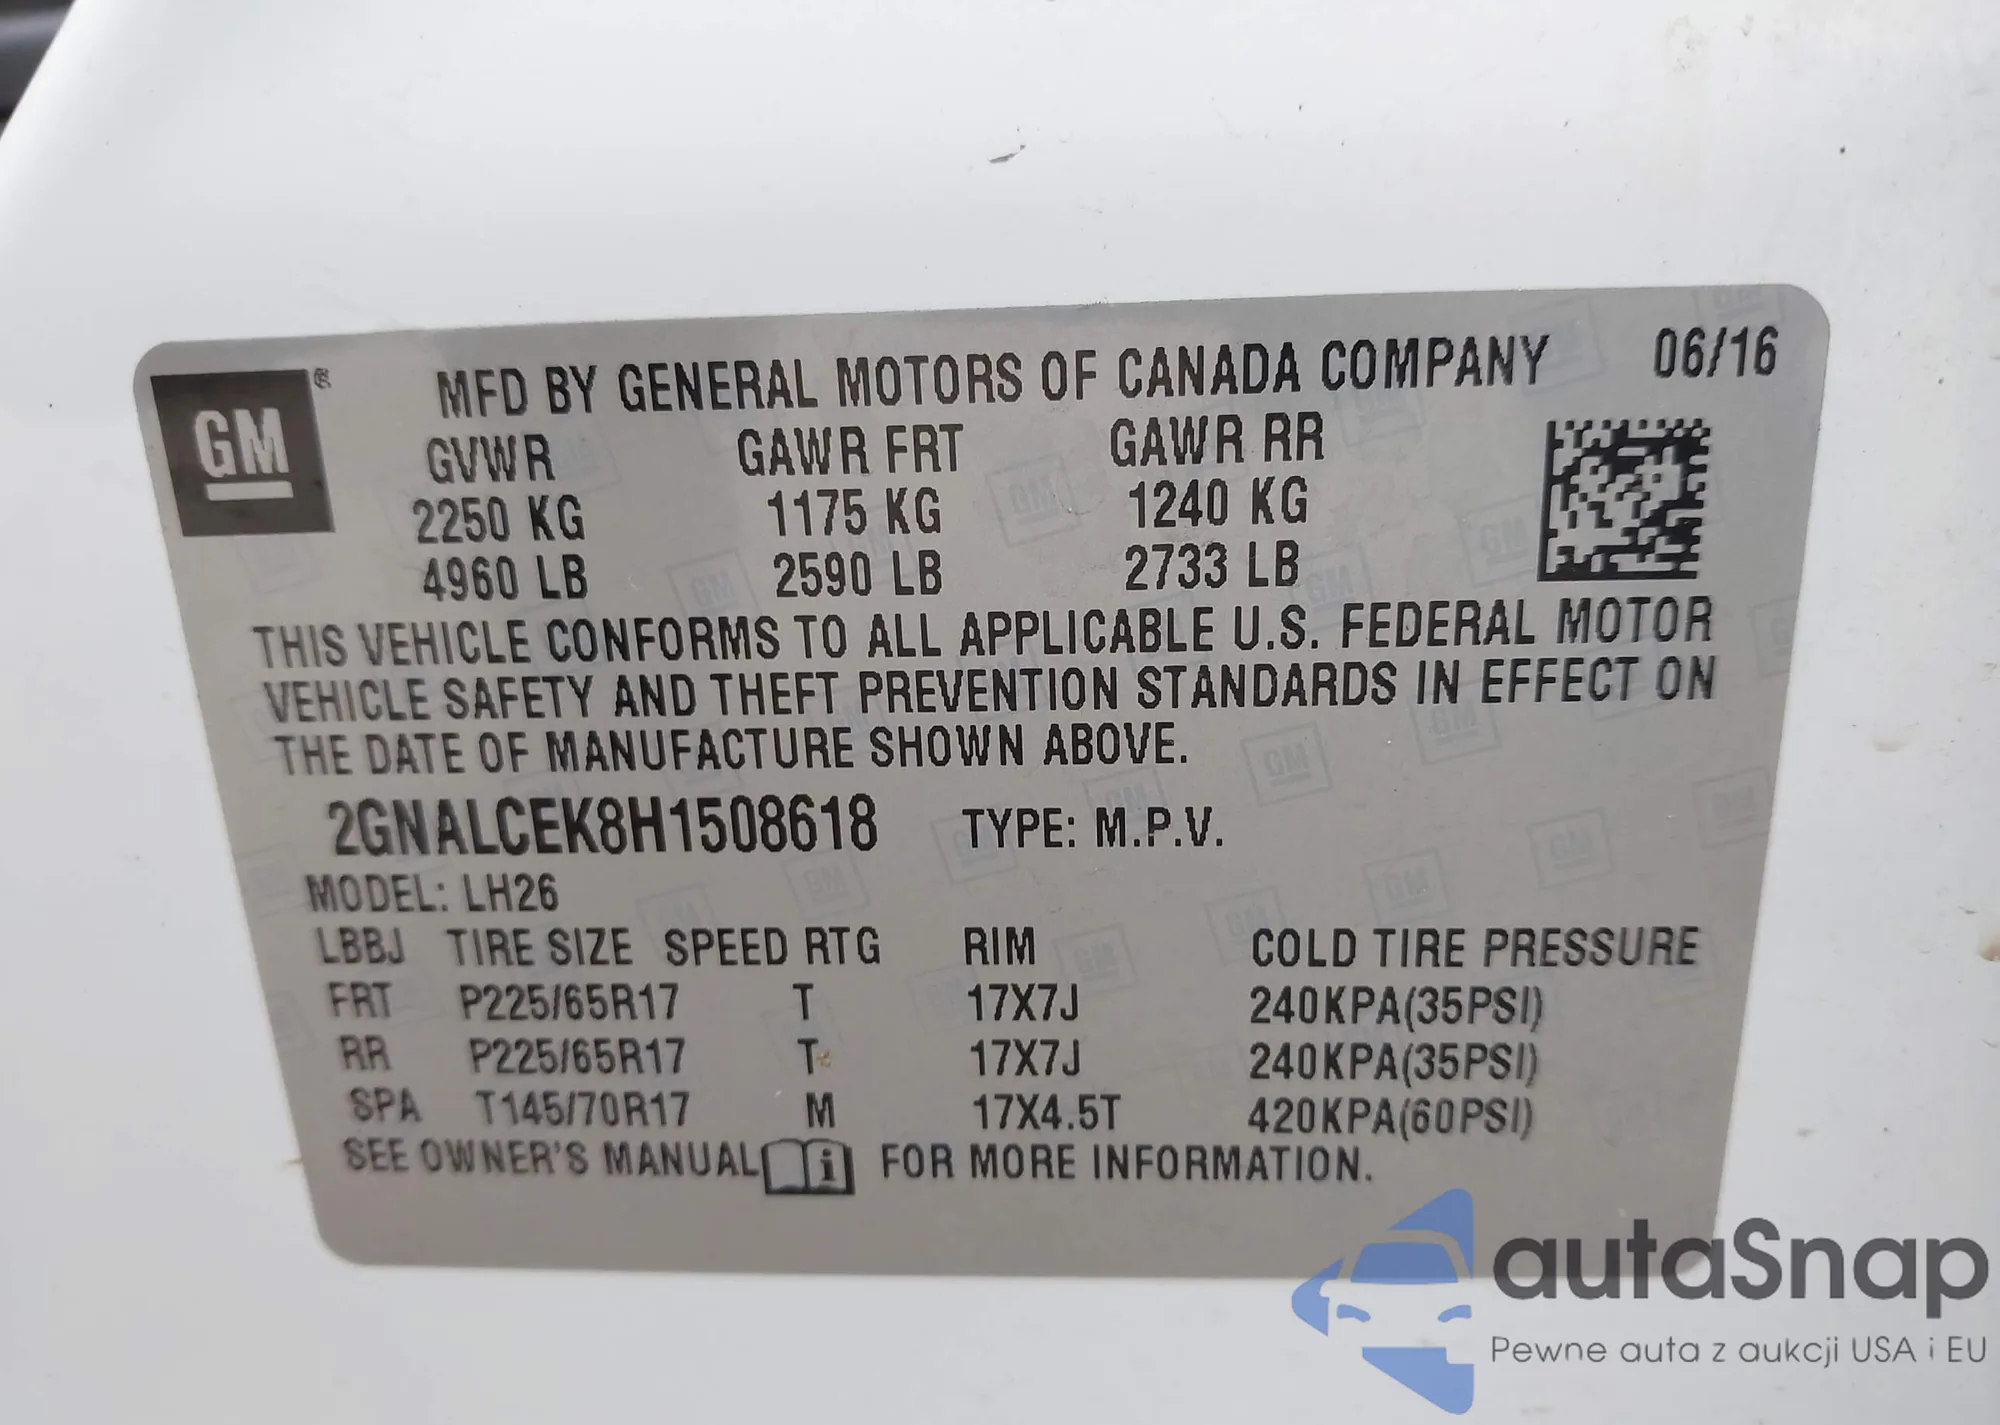 GM ® MFD BY GENERAL MOTORS OF CANADA COMPANY 06/16
GVWR GAWR FRT GAWR RR
2250 KG 1175 KG 1240 KG
4960 LB 2590 LB 2733 LB
THIS VEHICLE CONFORMS TO ALL APPLICABLE U.S. FEDERAL MOTOR
VEHICLE SAFETY AND THEFT PREVENTION STANDARDS IN EFFECT ON
THE DATE OF MANUFACTURE SHOWN ABOVE.
2GNALCEK8H1508618 TYPE: M.P.V.
MODEL: LH26
LBBJ TIRE SIZE SPEED RTG RIM COLD TIRE PRESSURE
FRT P225/65R17 T 17X7J 240KPA(35PSI)
RR P225/65R17 T 17X7J 240KPA(35PSI)
SPA T145/70R17 M 17X4.5T 420KPA(60PSI)
SEE OWNER'S MANUAL i FOR MORE INFORMATION.
autaSnap
Pewne auta z aukcji USA i EU